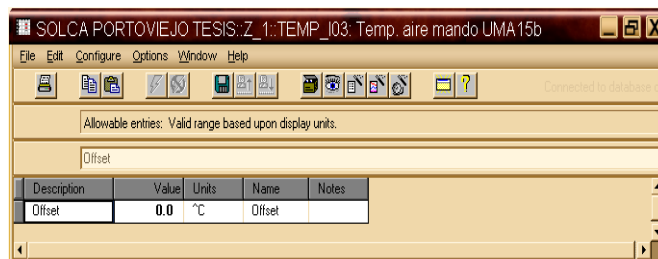 SOLCA PORTOVIEJO TESIS::Z_1::TEMP_I03: Temp. aire mando UMA15b
File Edit Configure Options Window Help
Connected to database
Allowable entries: Valid range based upon display units.
Offset
Description Value Units Name Notes
Offset 0.0 °C Offset